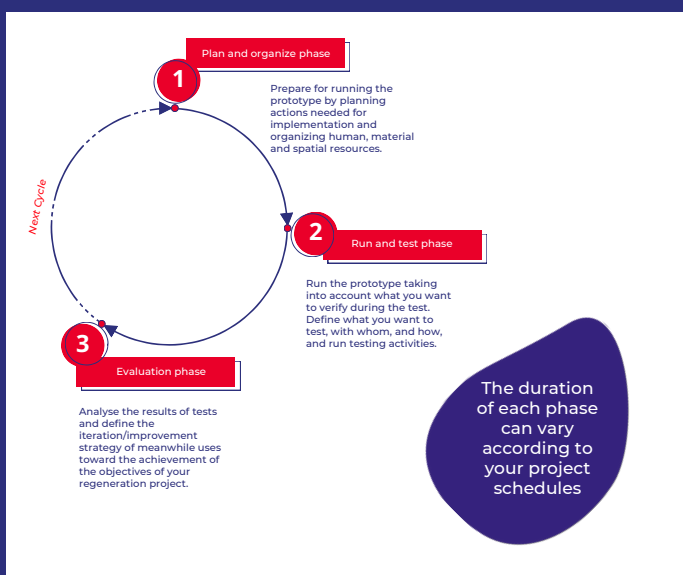 1
Plan and organize phase
Prepare for running the
prototype by planning
actions needed for
implementation and
organizing human, material
and spatial resources.
Next Cycle
2
Run and test phase
Run the prototype taking
into account what you want
to verify during the test.
Define what you want to
test, with whom, and how,
and run testing activities.
3
Evaluation phase
Analyse the results of tests
and define the
iteration/improvement
strategy of meanwhile uses
toward the achievement of
the objectives of your
regeneration project.
The duration
of each phase
can vary
according to
your project
schedules